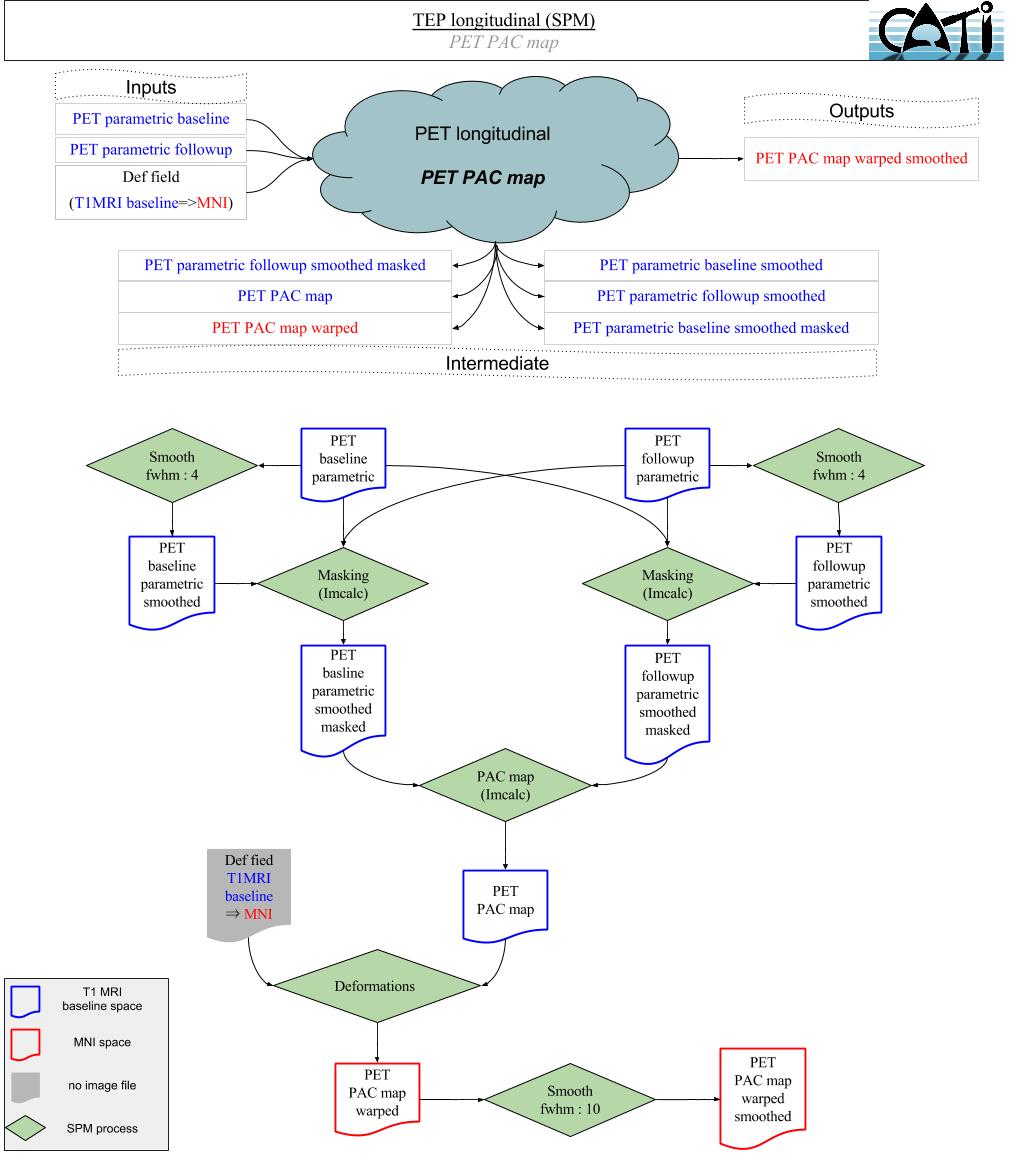 TEP longitudinal (SPM)
PET PAC map
CATI
Inputs
PET parametric baseline
PET parametric followup
Def field
(T1MRI baseline=>MNI)
PET longitudinal
PET PAC map
Outputs
PET PAC map warped smoothed
PET parametric followup smoothed masked
PET PAC map
PET PAC map warped
PET parametric baseline smoothed
PET parametric followup smoothed
PET parametric baseline smoothed masked
Intermediate
Smooth
fwhm : 4
PET
baseline
parametric
PET
followup
parametric
Smooth
fwhm : 4
PET
baseline
parametric
smoothed
Masking
(Imcalc)
Masking
(Imcalc)
PET
followup
parametric
smoothed
PET
basline
parametric
smoothed
masked
PET
followup
parametric
smoothed
masked
PAC map
(Imcalc)
Def fied
T1MRI
baseline
⇒ MNI
PET
PAC map
Deformations
T1 MRI
baseline space
MNI space
no image file
SPM process
PET
PAC map
warped
Smooth
fwhm : 10
PET
PAC map
warped
smoothed